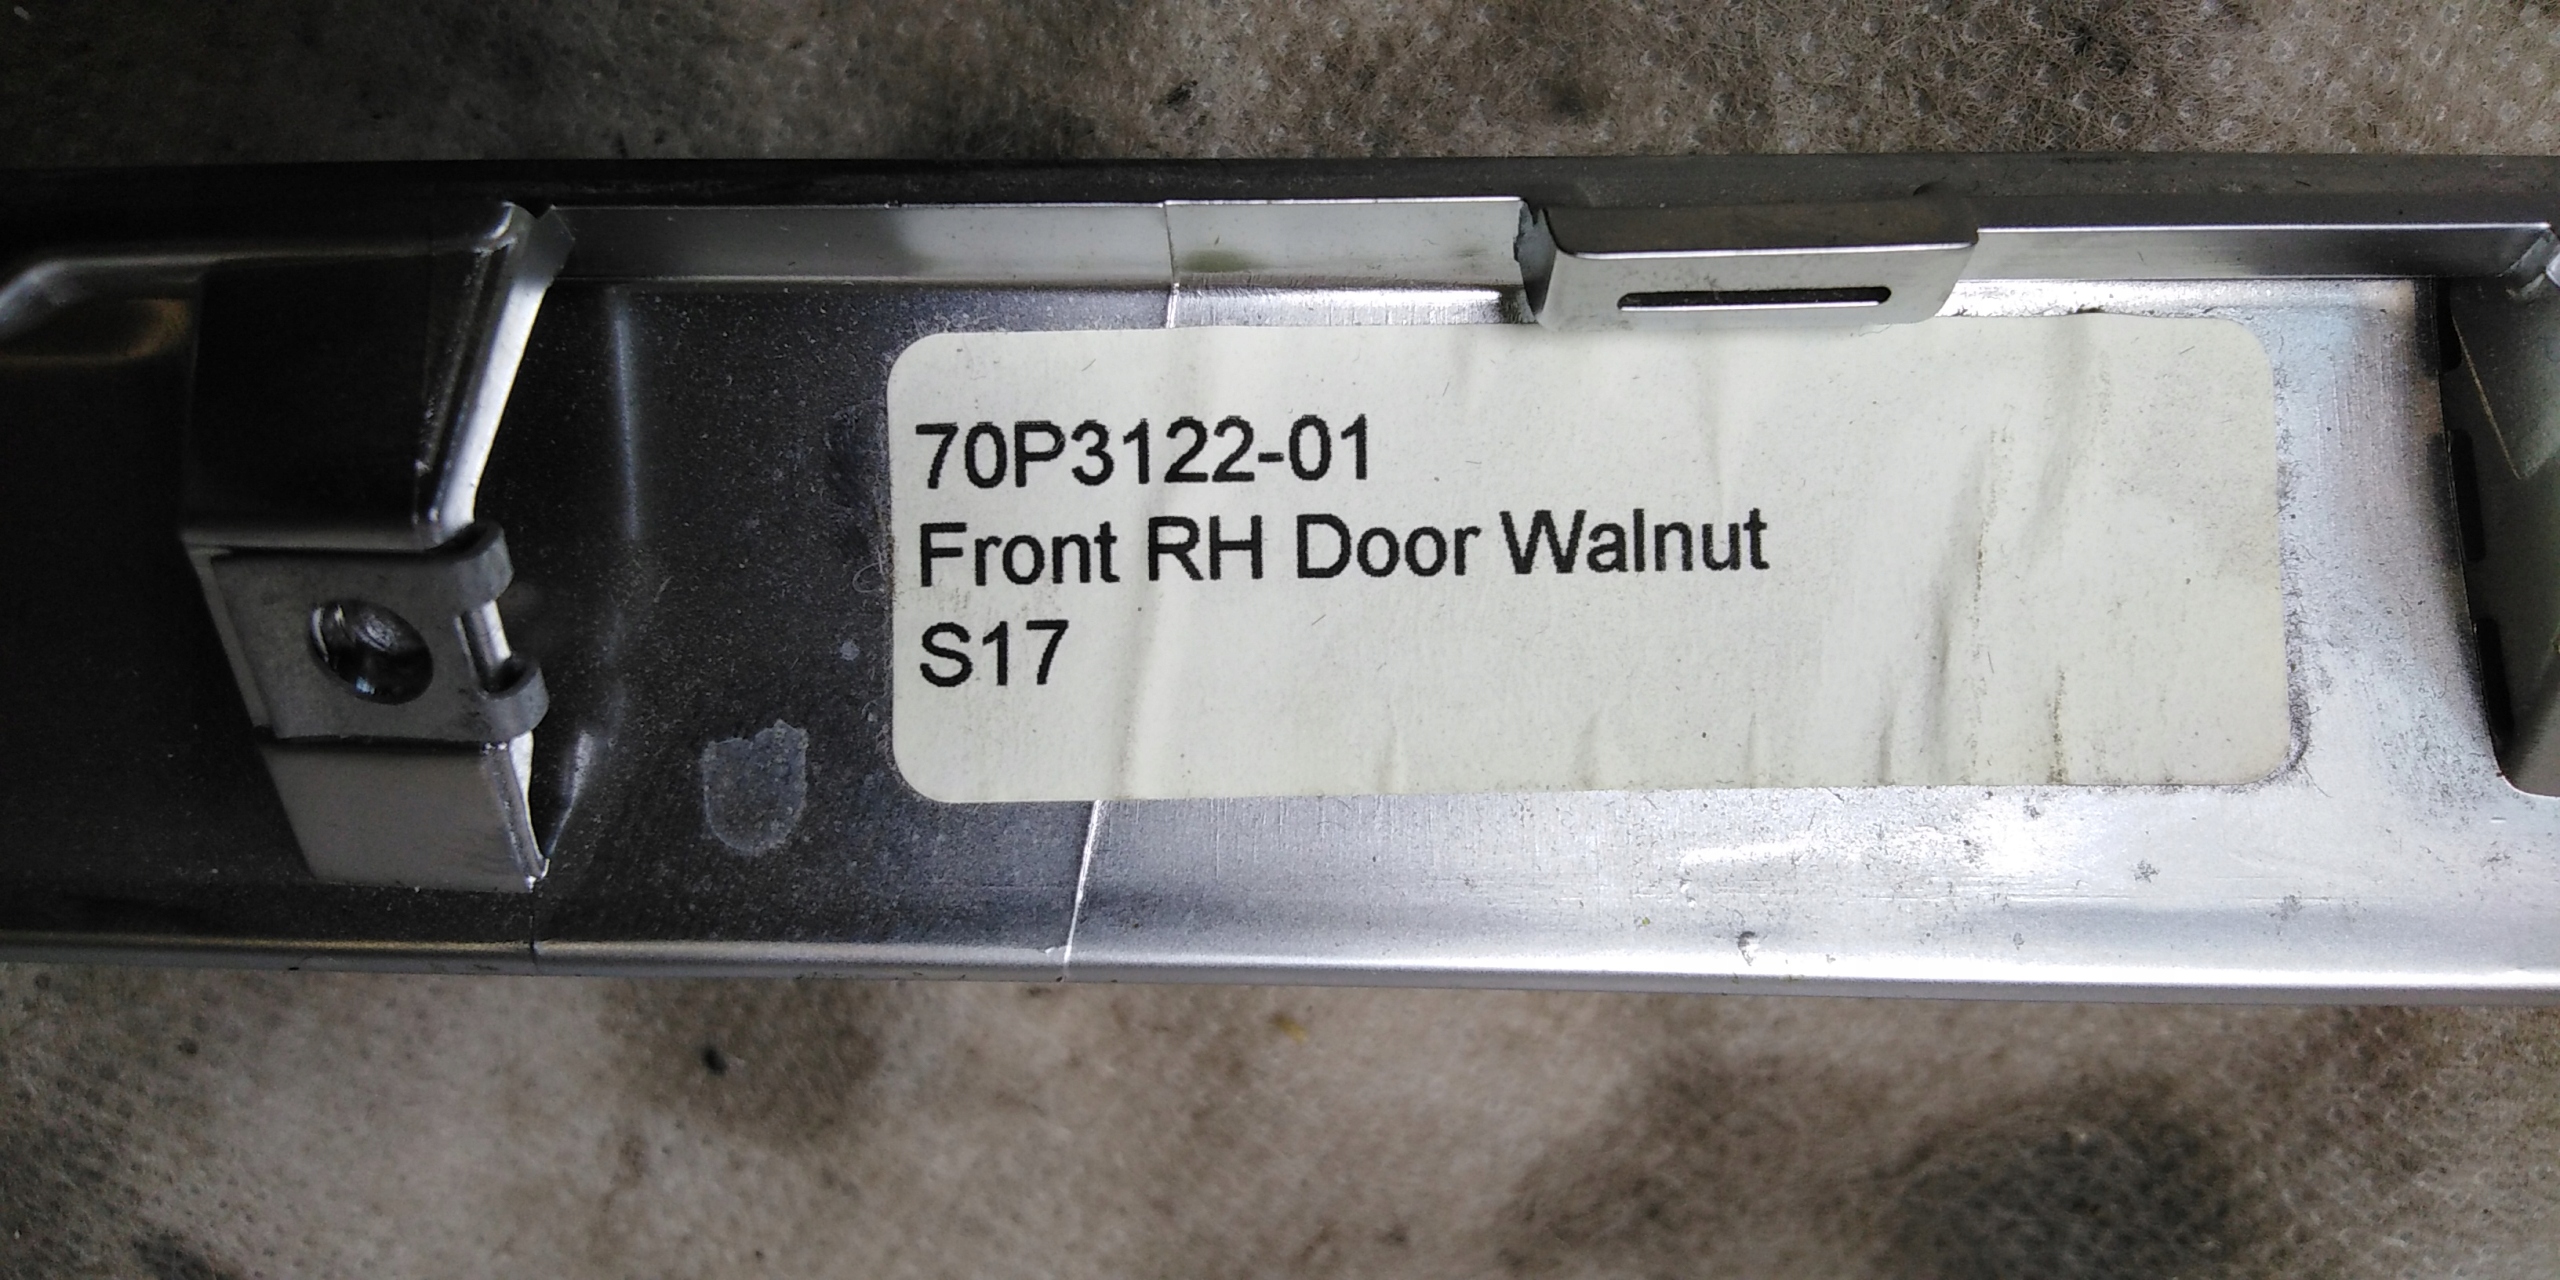 70P3122-01
Front RH Door Walnut
S17